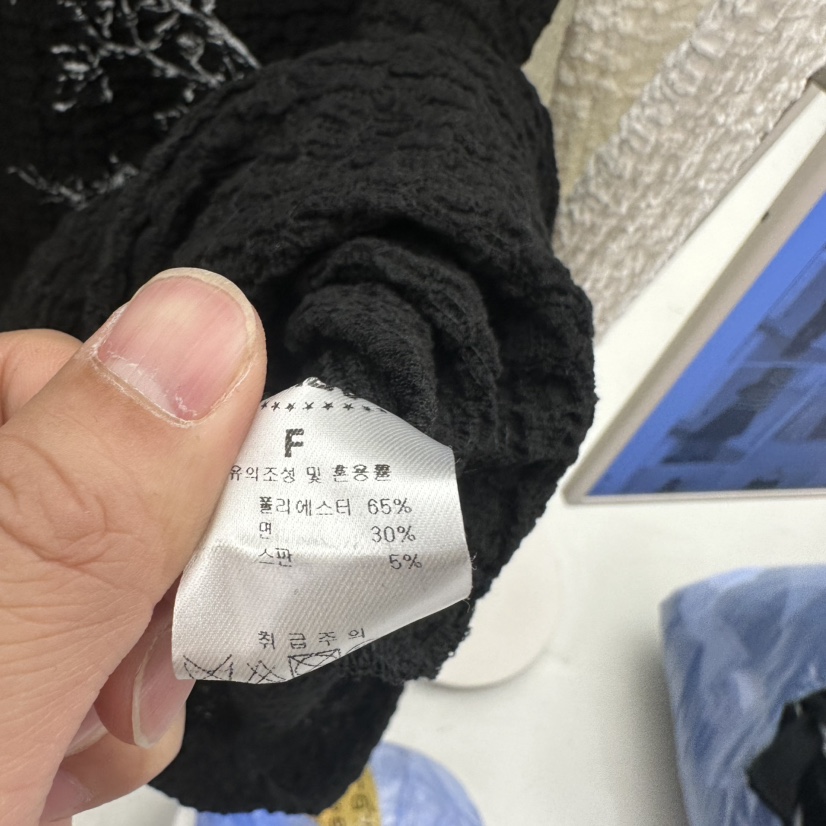 F
유의조성 및 혼용률
폴리에스터 65%
면 30%
스판 5%
취급주의